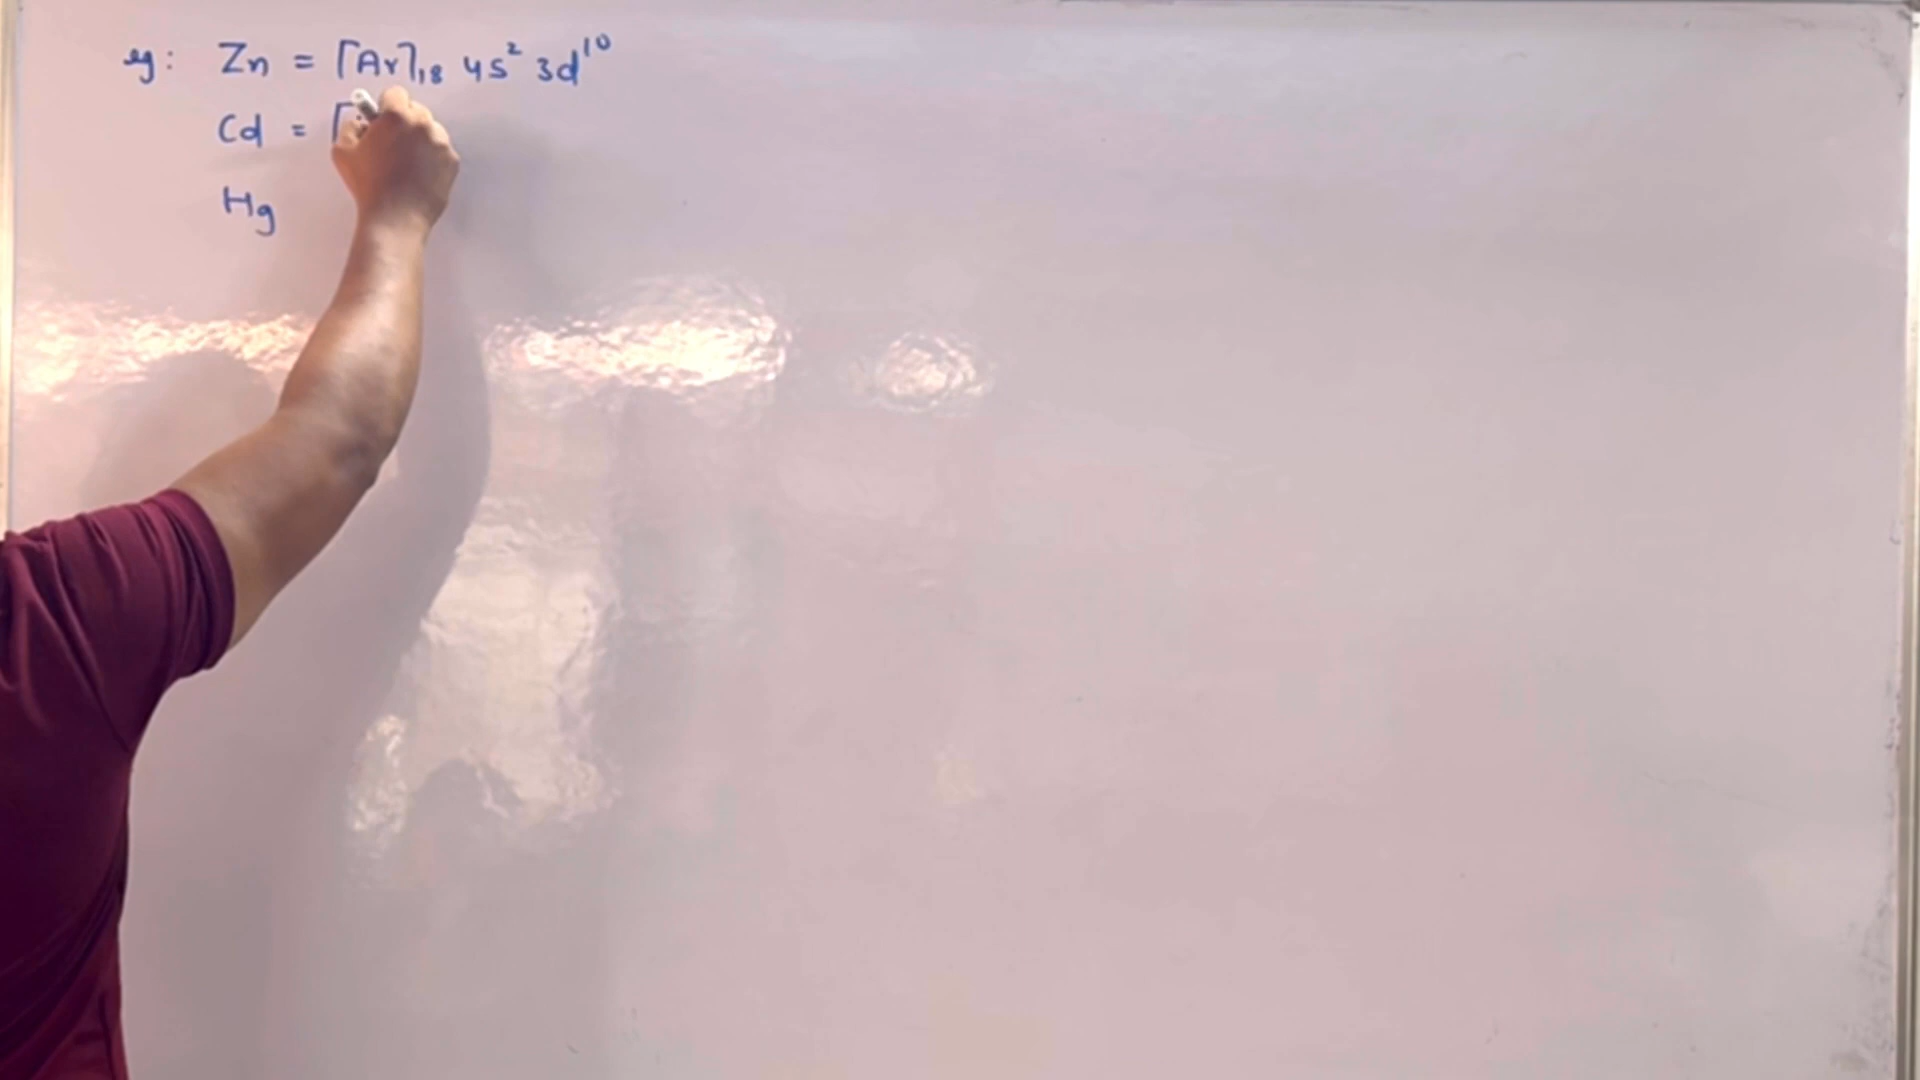 eg: Zn = [Ar]₁₈ 4s² 3d¹⁰
Cd = [
Hg